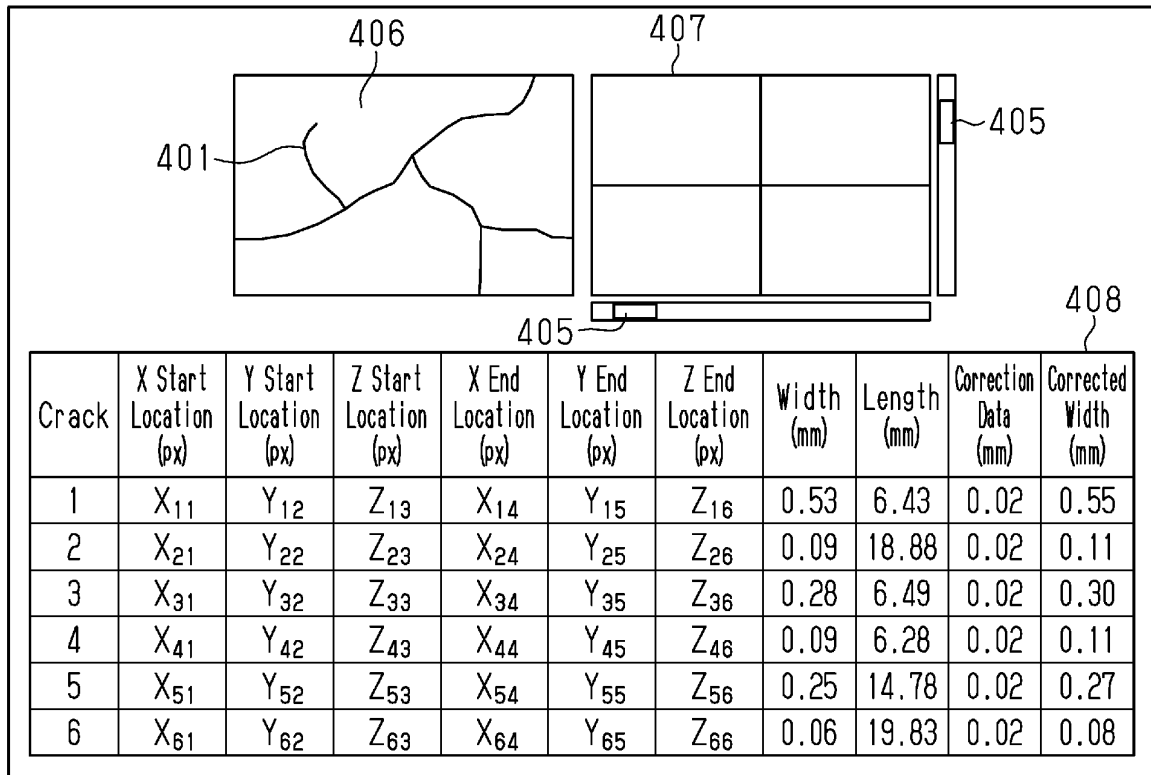 406
407
401
405
405
408
Crack | X Start Location (px) | Y Start Location (px) | Z Start Location (px) | X End Location (px) | Y End Location (px) | Z End Location (px) | Width (mm) | Length (mm) | Correction Data (mm) | Corrected Width (mm)
1 | X₁₁ | Y₁₂ | Z₁₃ | X₁₄ | Y₁₅ | Z₁₆ | 0.53 | 6.43 | 0.02 | 0.55
2 | X₂₁ | Y₂₂ | Z₂₃ | X₂₄ | Y₂₅ | Z₂₆ | 0.09 | 18.88 | 0.02 | 0.11
3 | X₃₁ | Y₃₂ | Z₃₃ | X₃₄ | Y₃₅ | Z₃₆ | 0.28 | 6.49 | 0.02 | 0.30
4 | X₄₁ | Y₄₂ | Z₄₃ | X₄₄ | Y₄₅ | Z₄₆ | 0.09 | 6.28 | 0.02 | 0.11
5 | X₅₁ | Y₅₂ | Z₅₃ | X₅₄ | Y₅₅ | Z₅₆ | 0.25 | 14.78 | 0.02 | 0.27
6 | X₆₁ | Y₆₂ | Z₆₃ | X₆₄ | Y₆₅ | Z₆₆ | 0.06 | 19.83 | 0.02 | 0.08